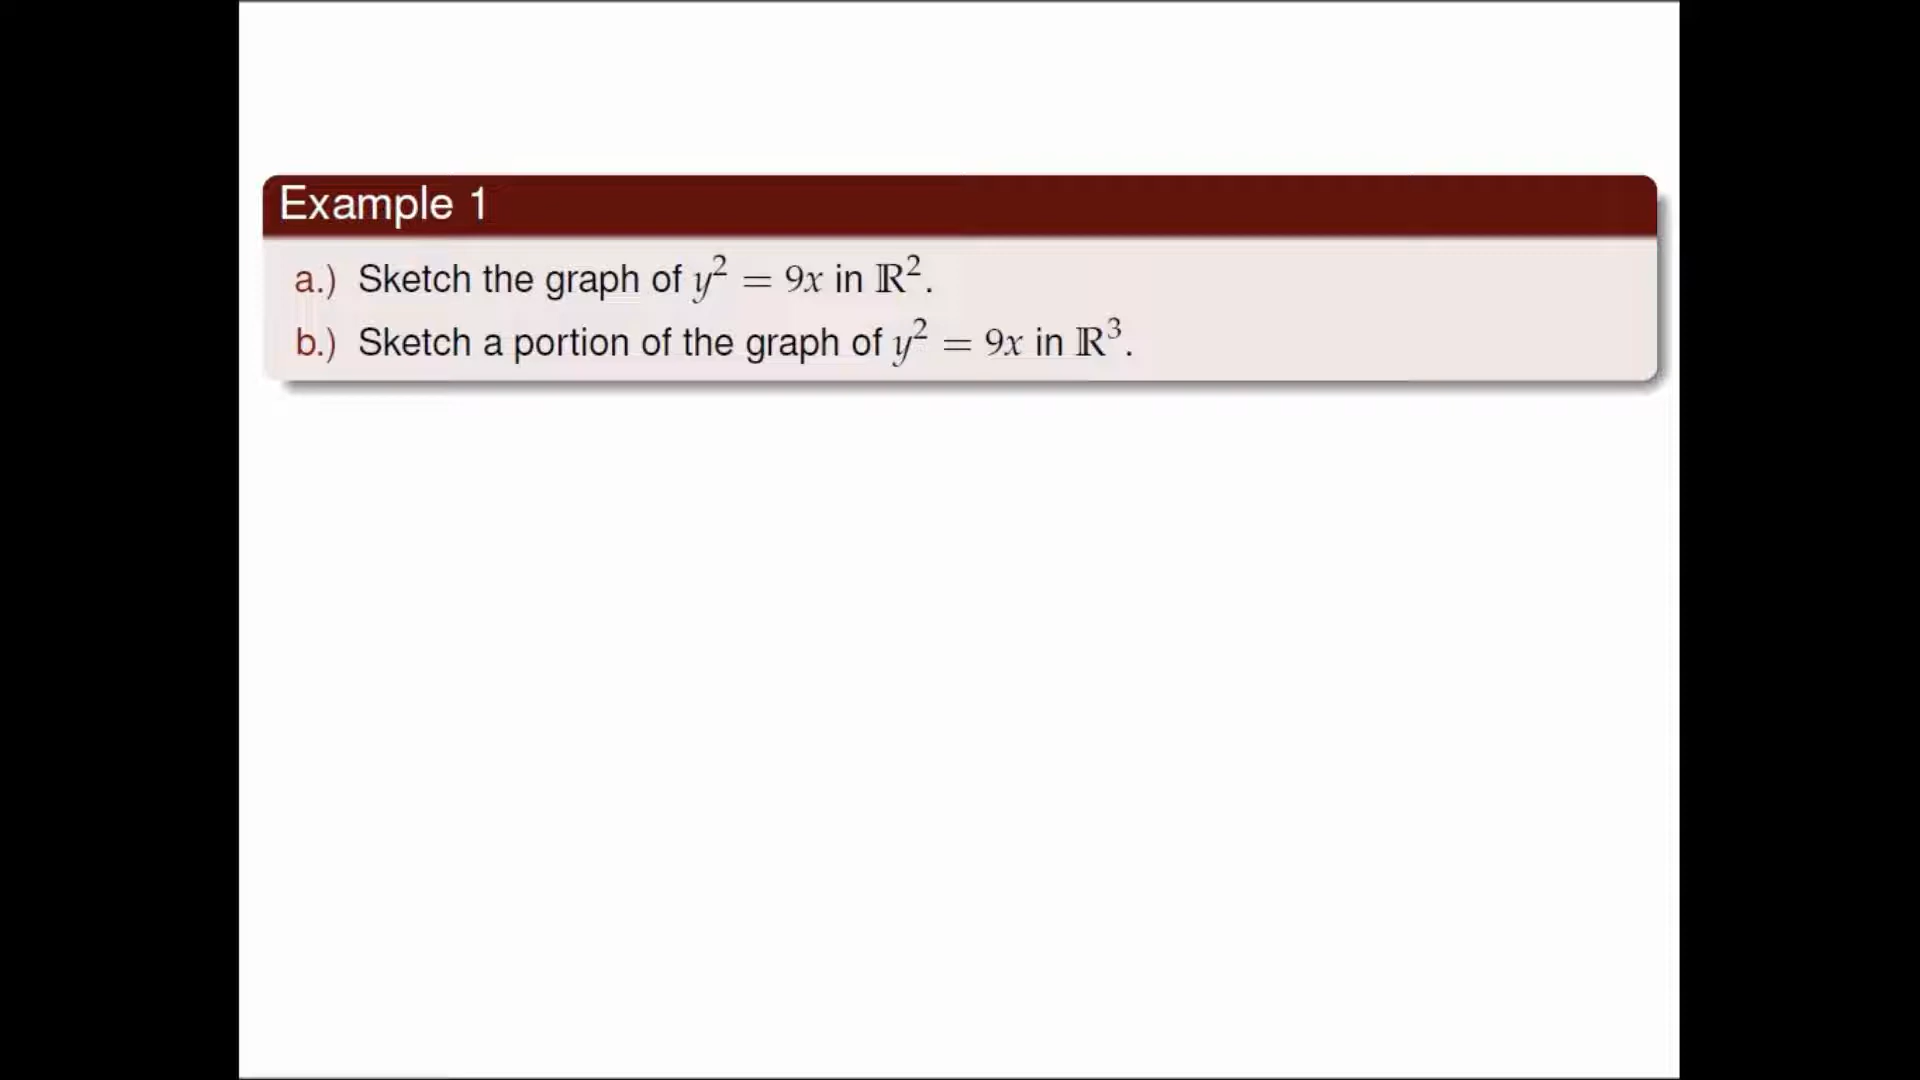 Example 1
a.) Sketch the graph of y² = 9x in ℝ².
b.) Sketch a portion of the graph of y² = 9x in ℝ³.